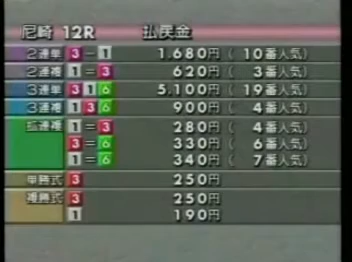 尼崎 12R 払戻金
2連単 3-1 1.680円 ( 10番人気)
2連複 1=3 620円 ( 3番人気)
3連単 3 1 6 5.100円 ( 19番人気)
3連複 1 3 6 900円 ( 4番人気)
拡連複 1=3 280円 ( 4番人気)
3=6 330円 ( 6番人気)
1=6 340円 ( 7番人気)
単勝式 3 250円
複勝式 3 250円
1 190円